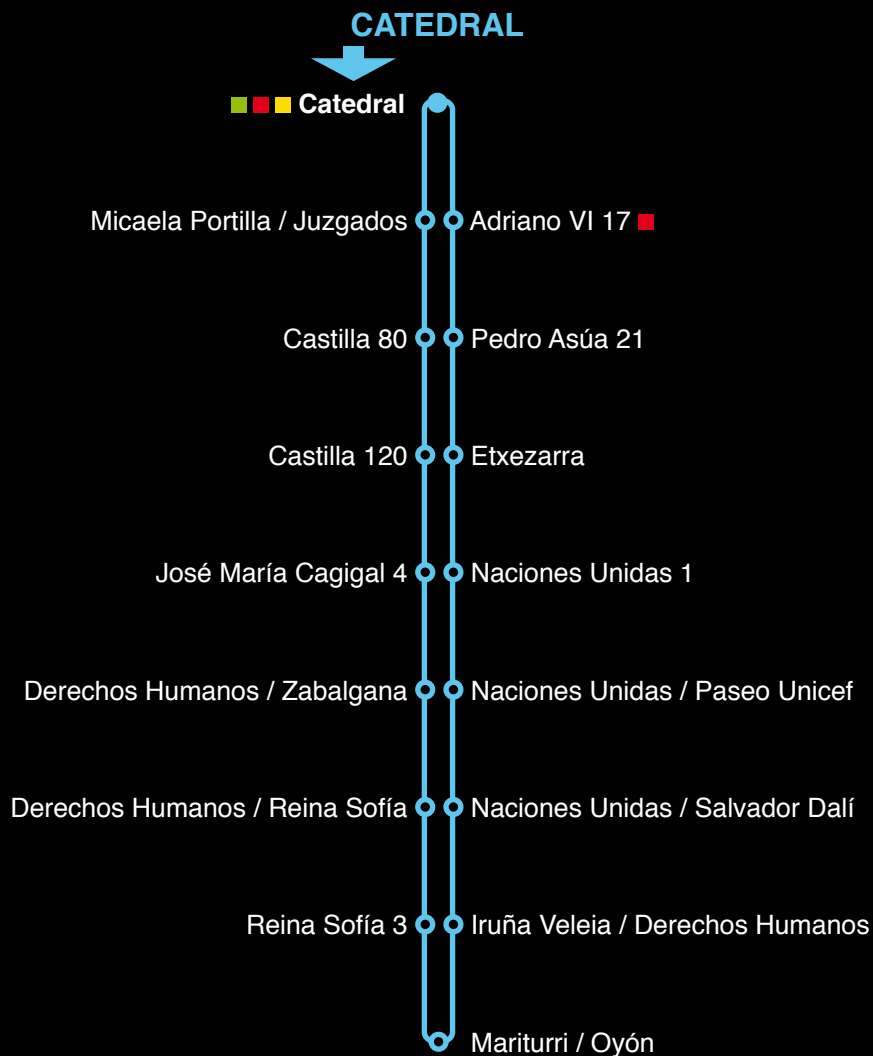 CATEDRAL
Catedral
Micaela Portilla / Juzgados
Adriano VI 17
Castilla 80
Pedro Asúa 21
Castilla 120
Etxezarra
José María Cagigal 4
Naciones Unidas 1
Derechos Humanos / Zabalgana
Naciones Unidas / Paseo Unicef
Derechos Humanos / Reina Sofía
Naciones Unidas / Salvador Dalí
Reina Sofía 3
Iruña Veleia / Derechos Humanos
Mariturri / Oyón